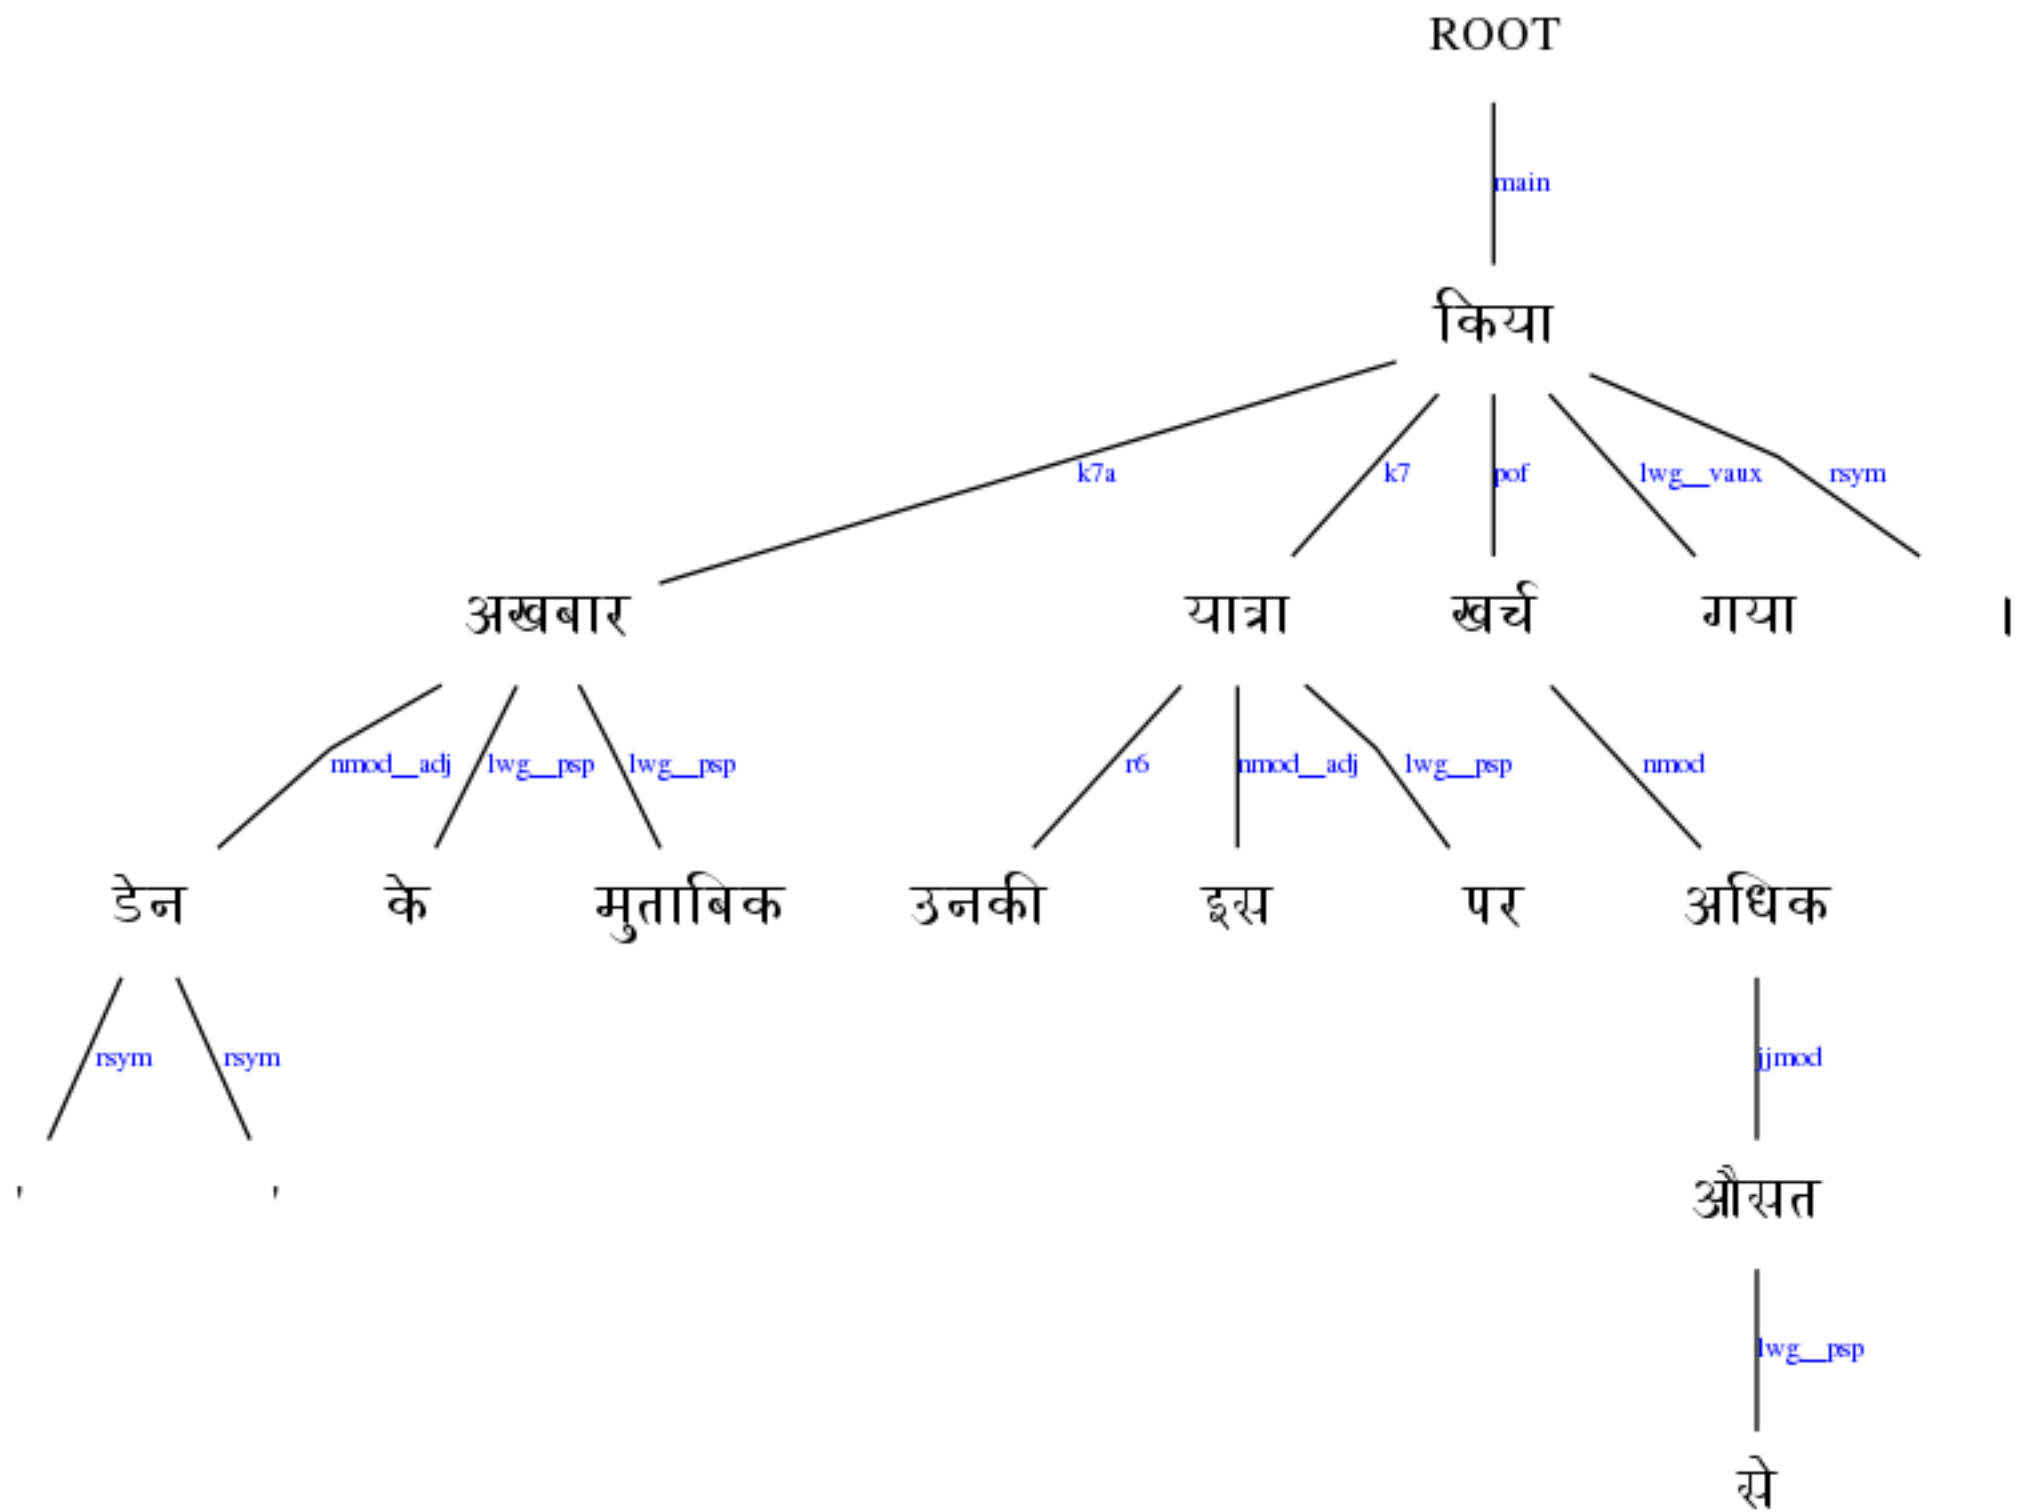 ROOT
main
किया
k7a k7 pof lwg__vaux rsym
अखबार यात्रा खर्च गया ।
nmod__adj lwg__psp lwg__psp r6 nmod__adj lwg__psp nmod
डेन के मुताबिक उनकी इस पर अधिक
rsym rsym jjmod
' ' औसत
lwg__psp
से